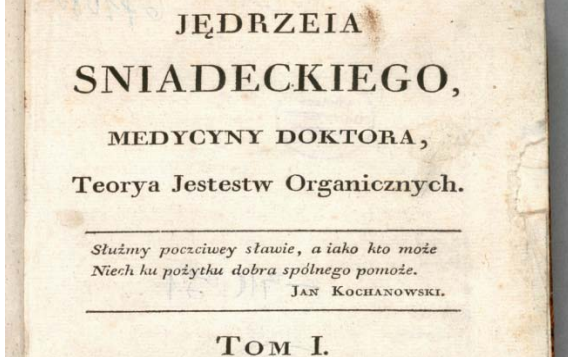 JĘDRZEIA
SNIADECKIEGO,
MEDYCYNY DOKTORA,
Teorya Jestestw Organicznych.
Służmy poczciwey sławie, a iako kto może
Niech ku pożytku dobra spólnego pomoże.
JAN KOCHANOWSKI.
TOM I.